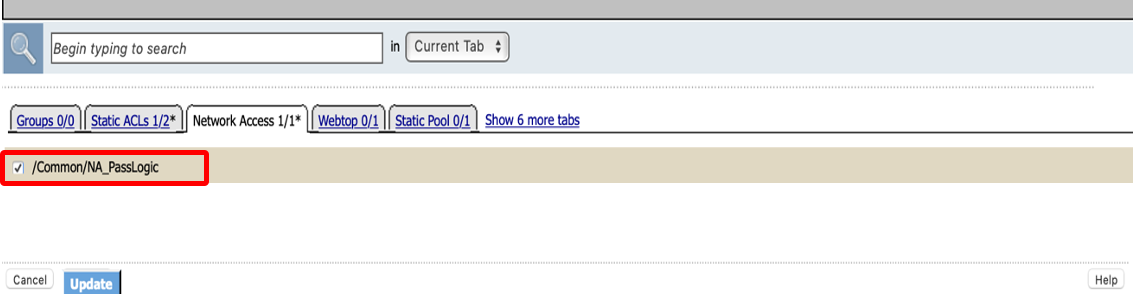 Begin typing to search in Current Tab
Groups 0/0 Static ACLs 1/2* Network Access 1/1* Webtop 0/1 Static Pool 0/1 Show 6 more tabs
/Common/NA_PassLogic
Cancel Update Help